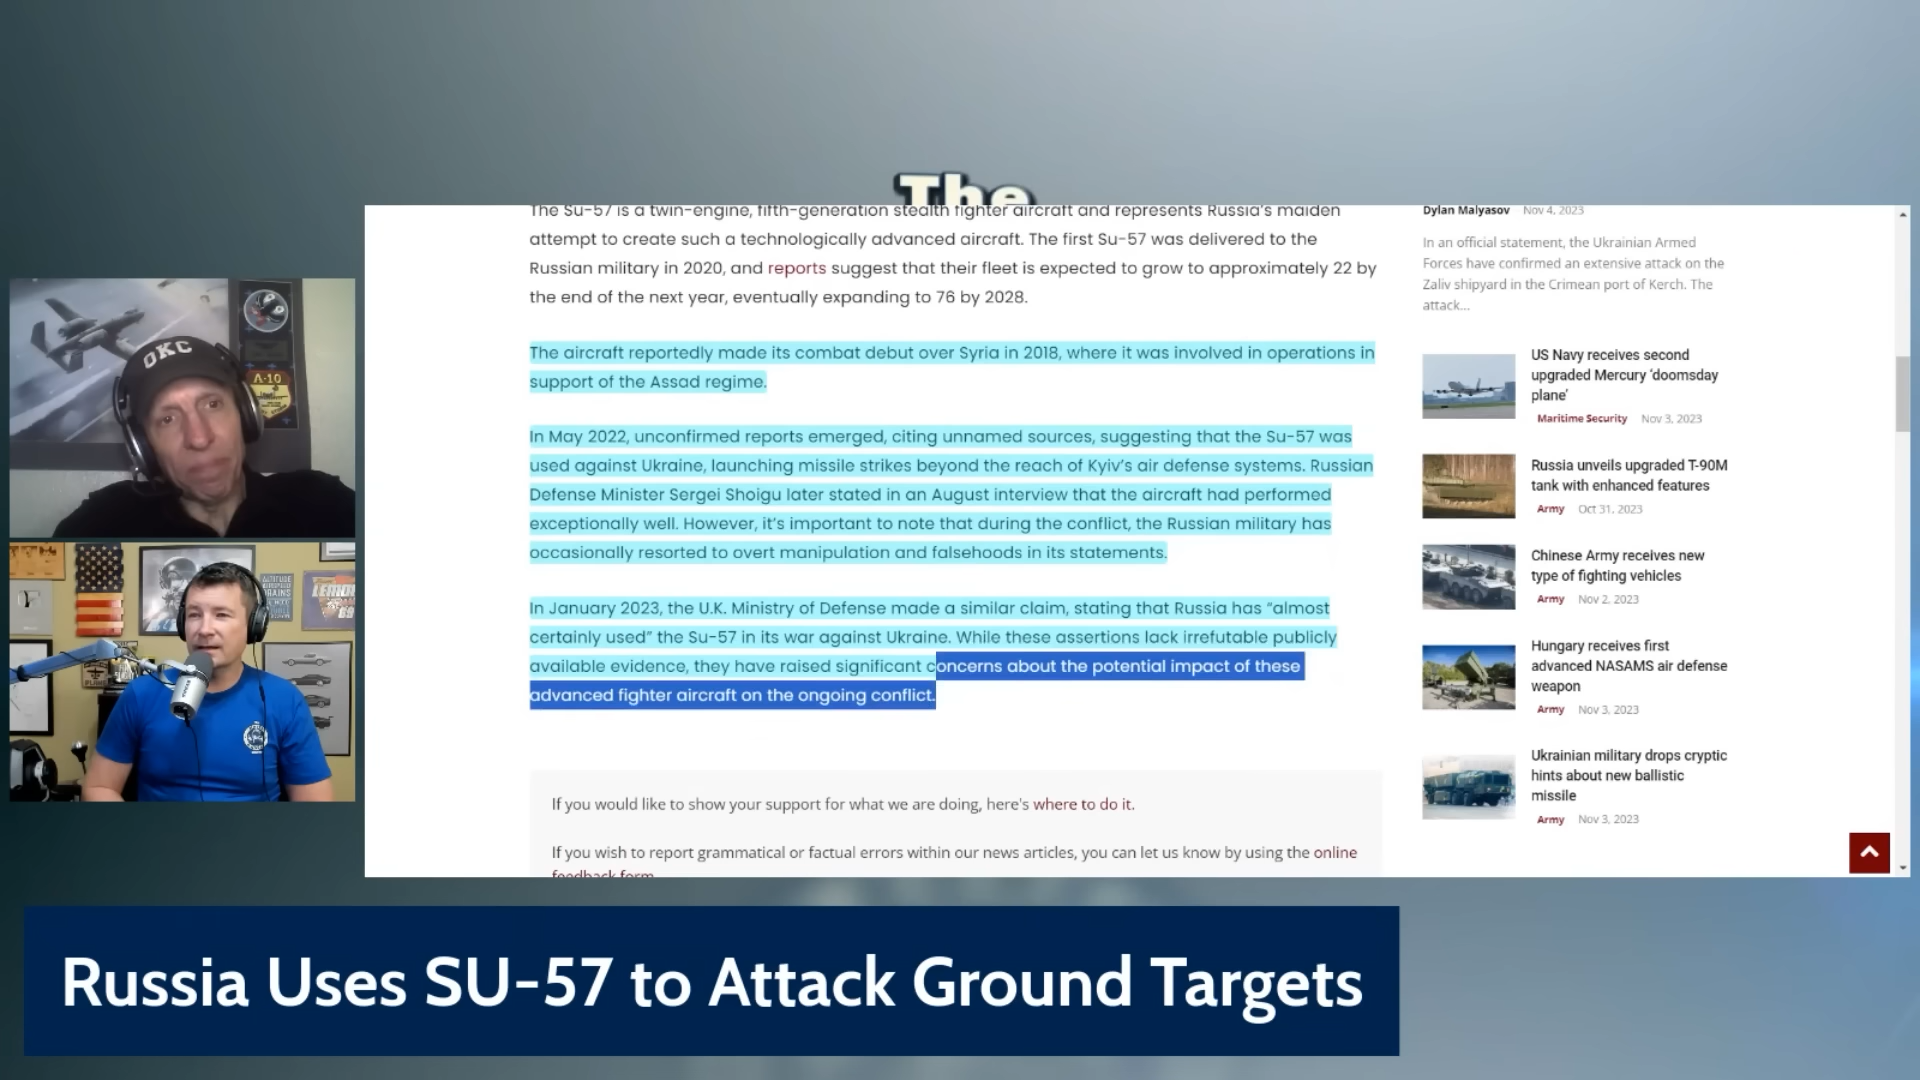 The
The Su-57 is a twin-engine, fifth-generation stealth fighter aircraft and represents Russia's maiden
attempt to create such a technologically advanced aircraft. The first Su-57 was delivered to the
Russian military in 2020, and reports suggest that their fleet is expected to grow to approximately 22 by
the end of the next year, eventually expanding to 76 by 2028.
The aircraft reportedly made its combat debut over Syria in 2018, where it was involved in operations in
support of the Assad regime.
In May 2022, unconfirmed reports emerged, citing unnamed sources, suggesting that the Su-57 was
used against Ukraine, launching missile strikes beyond the reach of Kyiv's air defense systems. Russian
Defense Minister Sergei Shoigu later stated in an August interview that the aircraft had performed
exceptionally well. However, it's important to note that during the conflict, the Russian military has
occasionally resorted to overt manipulation and falsehoods in its statements.
In January 2023, the U.K. Ministry of Defense made a similar claim, stating that Russia has “almost
certainly used” the Su-57 in its war against Ukraine. While these assertions lack irrefutable publicly
available evidence, they have raised significant concerns about the potential impact of these
advanced fighter aircraft on the ongoing conflict.
If you would like to show your support for what we are doing, here's where to do it.
If you wish to report grammatical or factual errors within our news articles, you can let us know by using the online
feedback form
Dylan Malyasov Nov 4, 2023
In an official statement, the Ukrainian Armed
Forces have confirmed an extensive attack on the
Zaliv shipyard in the Crimean port of Kerch. The
attack...
US Navy receives second
upgraded Mercury 'doomsday
plane'
Maritime Security Nov 3, 2023
Russia unveils upgraded T-90M
tank with enhanced features
Army Oct 31, 2023
Chinese Army receives new
type of fighting vehicles
Army Nov 2, 2023
Hungary receives first
advanced NASAMS air defense
weapon
Army Nov 3, 2023
Ukrainian military drops cryptic
hints about new ballistic
missile
Army Nov 3, 2023
OKC
A-10
Russia Uses SU-57 to Attack Ground Targets